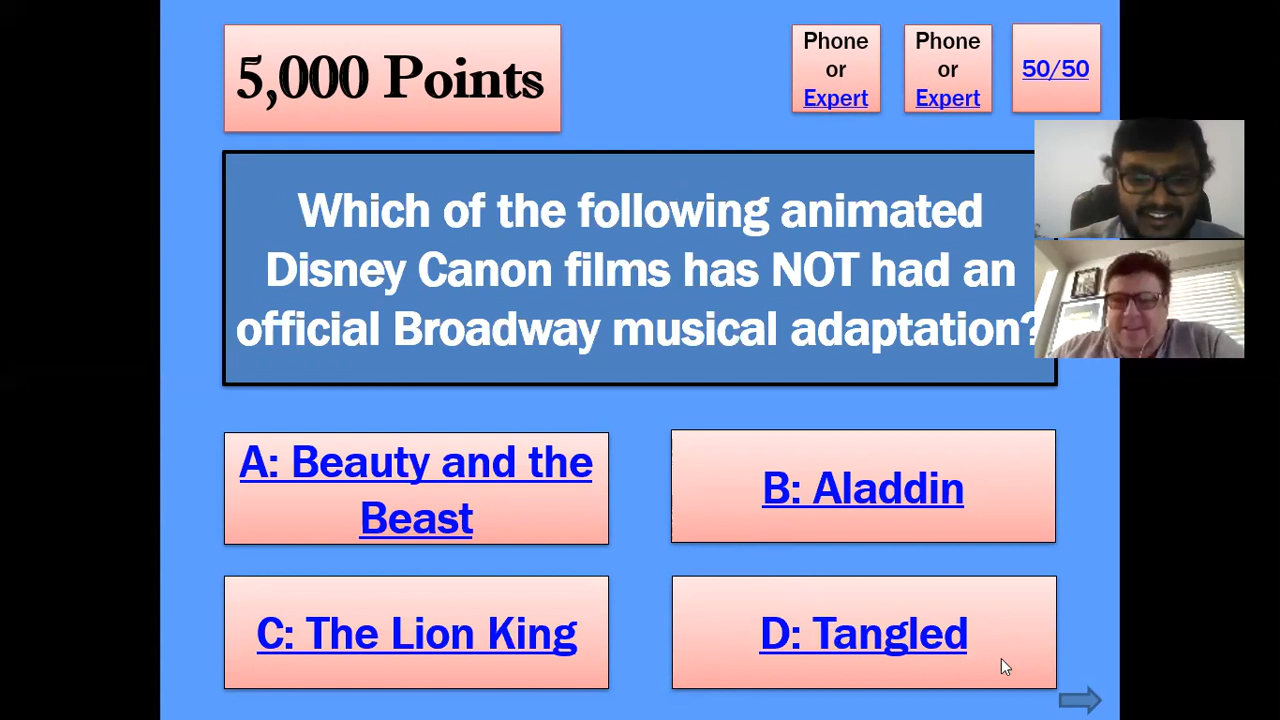 5,000 Points
Phone
or
Expert
Phone
or
Expert
50/50
Which of the following animated
Disney Canon films has NOT had an
official Broadway musical adaptation?
A: Beauty and the
Beast
B: Aladdin
C: The Lion King
D: Tangled